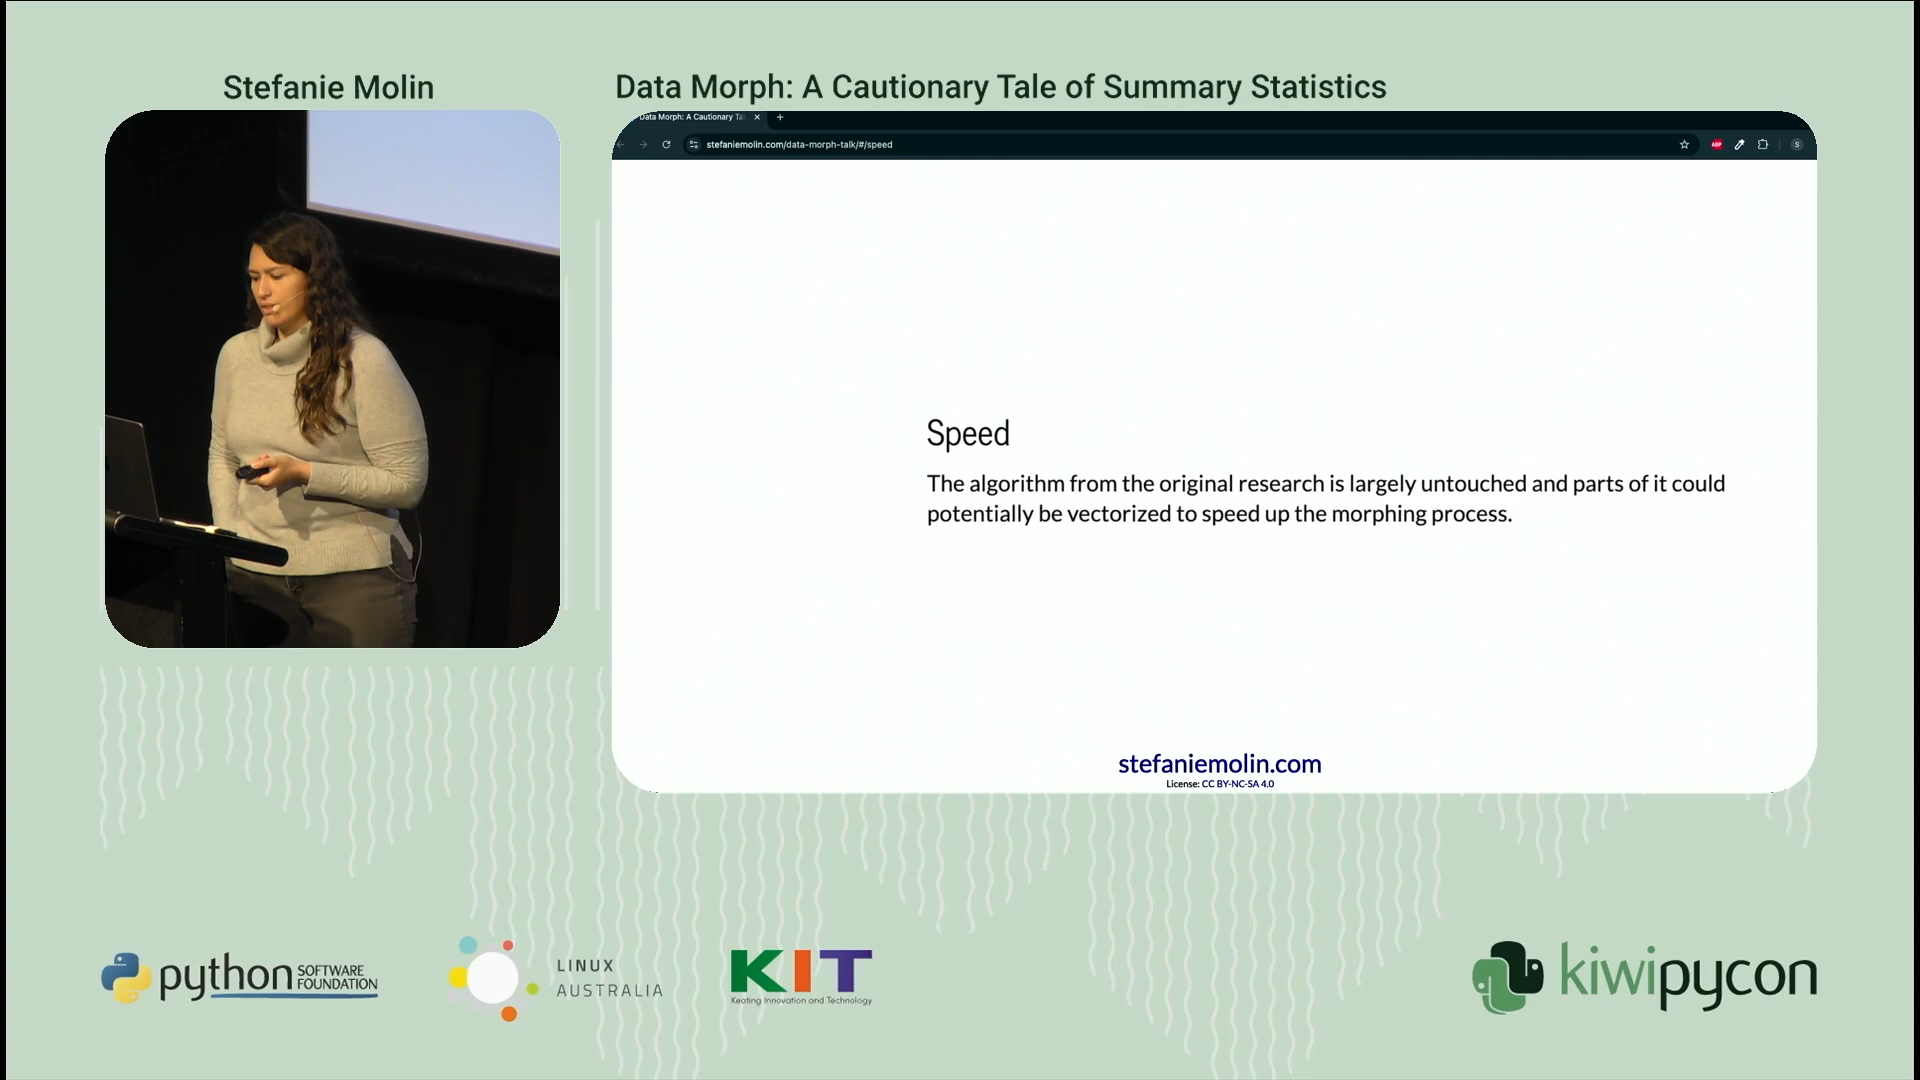 Stefanie Molin
Data Morph: A Cautionary Tale of Summary Statistics
Data Morph: A Cautionary Ta
stefaniemolin.com/data-morph-talk/#/speed
ABP
S
Speed
The algorithm from the original research is largely untouched and parts of it could
potentially be vectorized to speed up the morphing process.
stefaniemolin.com
License: CC BY-NC-SA 4.0
python SOFTWARE
FOUNDATION
LINUX
AUSTRALIA
KIT
Keating Innovation and Technology
kiwipycon